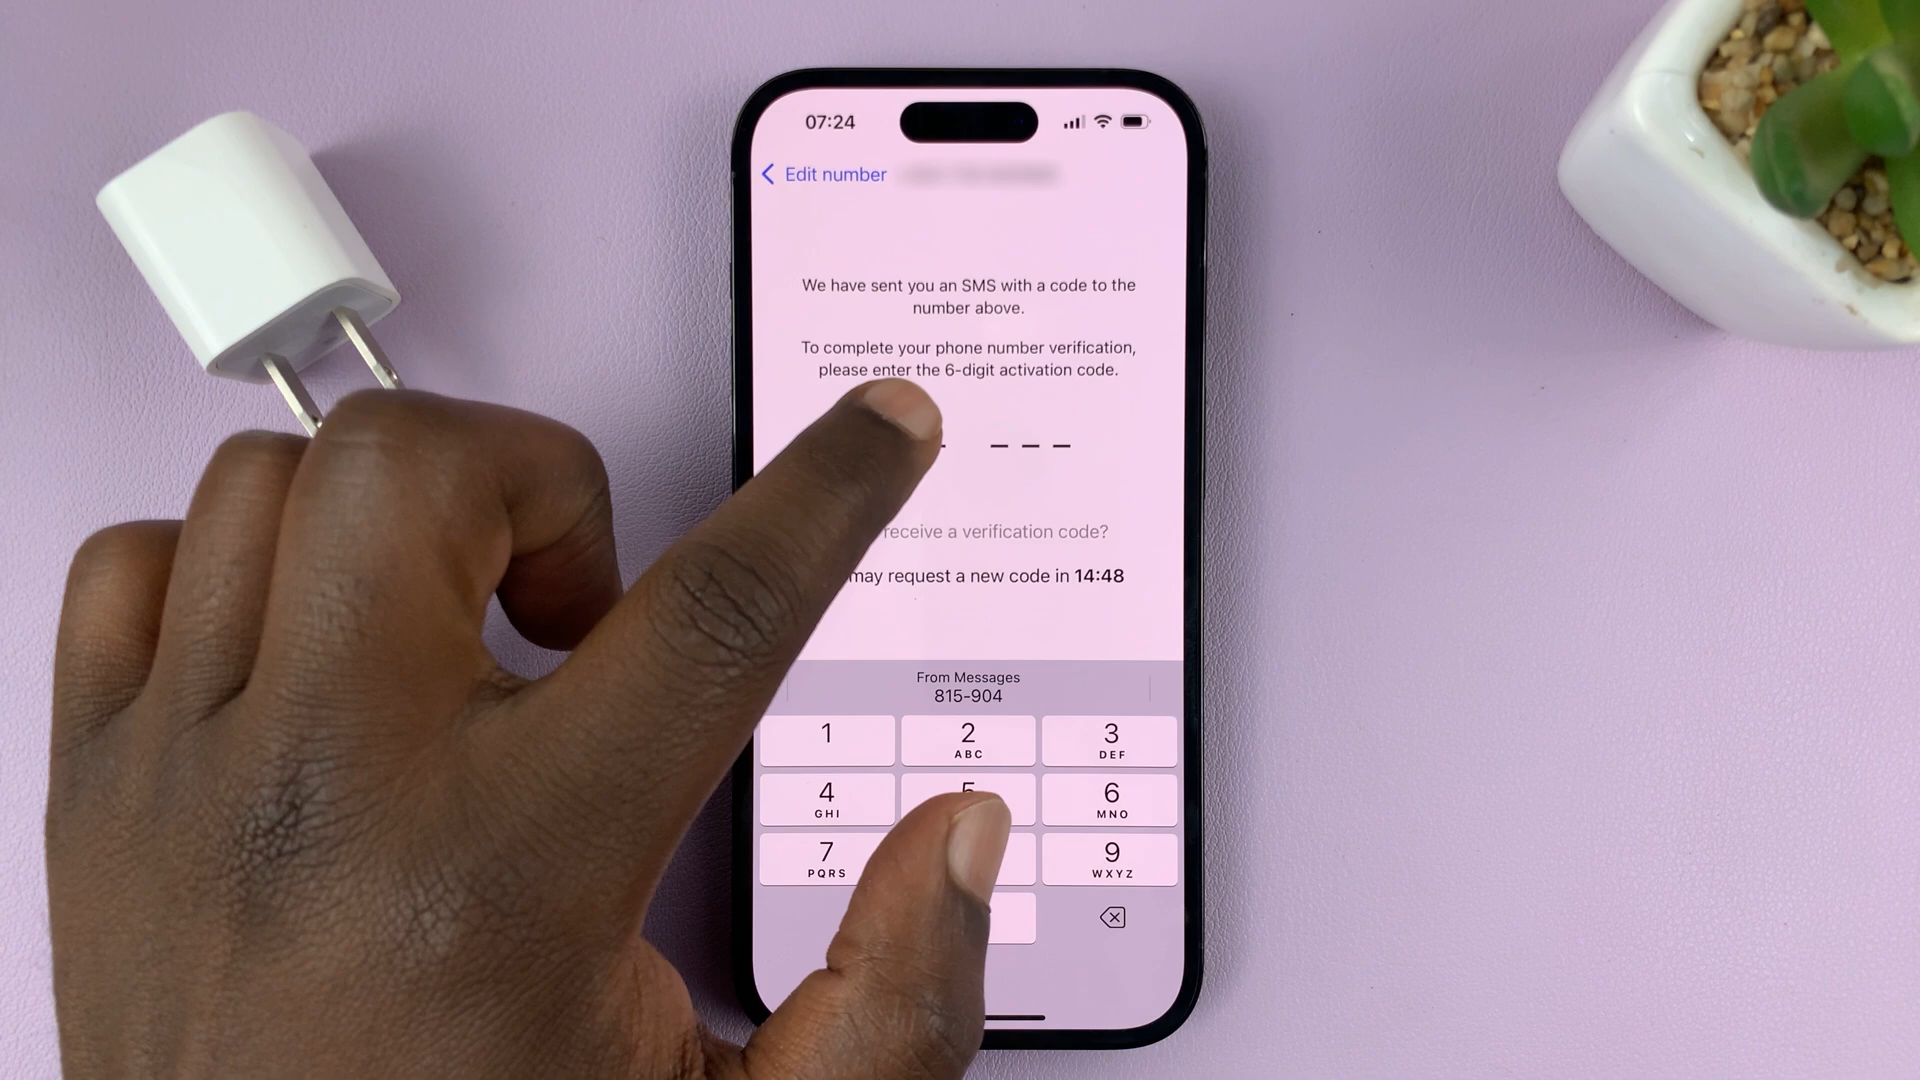 07:24
Edit number
We have sent you an SMS with a code to the
number above.
To complete your phone number verification,
please enter the 6-digit activation code.
receive a verification code?
may request a new code in 14:48
From Messages
815-904
1
2
ABC
3
DEF
4
GHI
5
6
MNO
7
PQRS
9
WXYZ